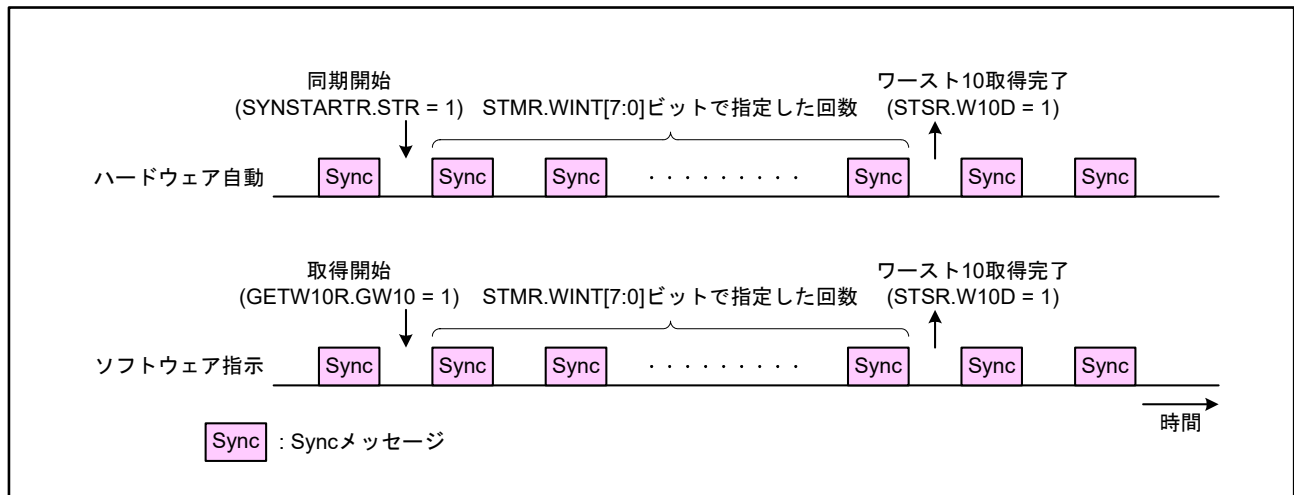 同期開始
(SYNSTARTR.STR = 1) STMR.WINT[7:0]ビットで指定した回数
ワースト10取得完了
(STSR.W10D = 1)
ハードウェア自動 Sync Sync Sync ・・・・・・・・・ Sync Sync Sync
取得開始
(GETW10R.GW10 = 1) STMR.WINT[7:0]ビットで指定した回数
ワースト10取得完了
(STSR.W10D = 1)
ソフトウェア指示 Sync Sync Sync ・・・・・・・・・ Sync Sync Sync
時間
Sync : Syncメッセージ